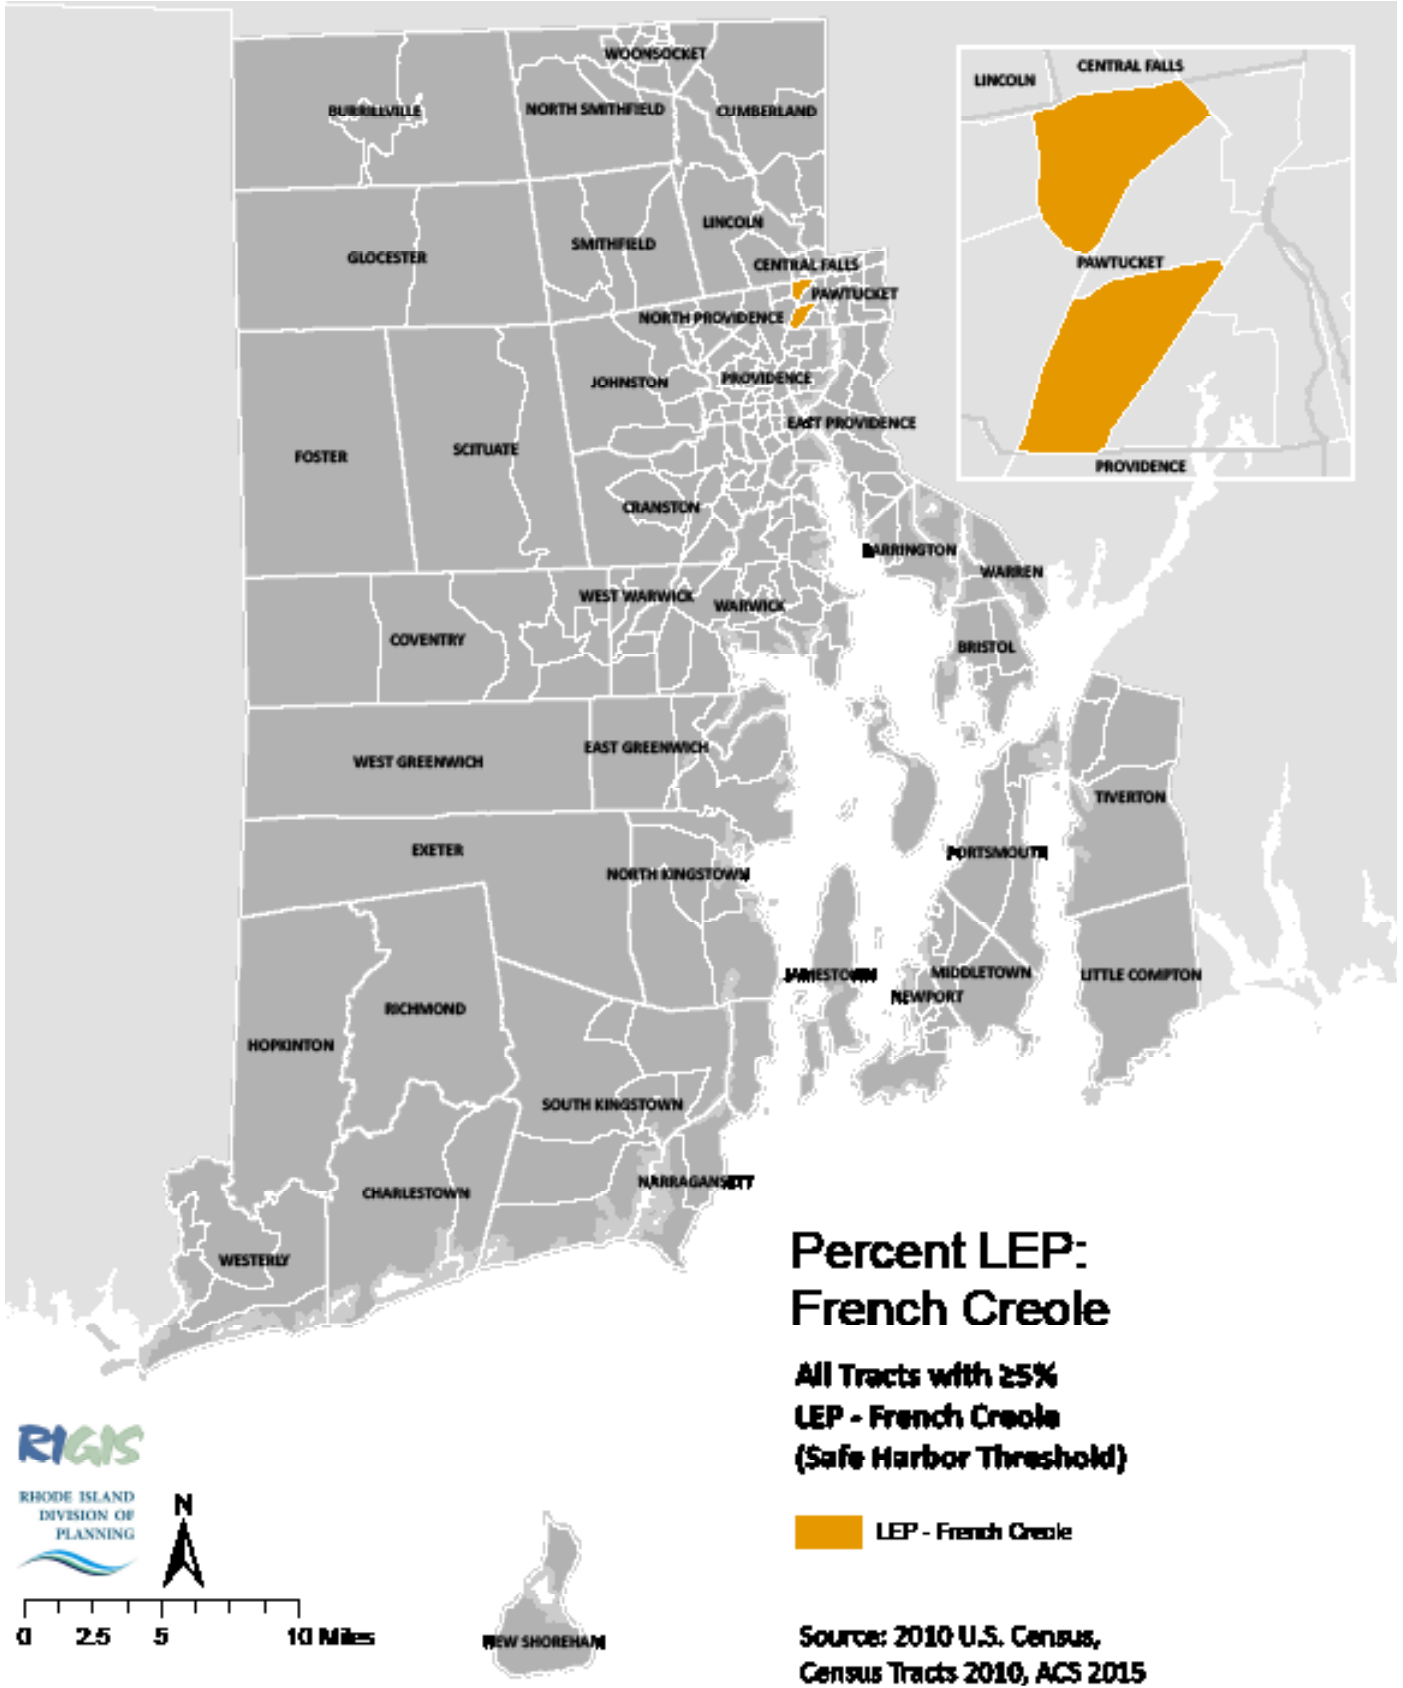 WOONSOCKET
BURRILLVILLE
NORTH SMITHFIELD
CUMBERLAND
LINCOLN
CENTRAL FALLS
PAWTUCKET
PROVIDENCE
LINCOLN
SMITHFIELD
GLOCESTER
CENTRAL FALLS
PAWTUCKET
NORTH PROVIDENCE
JOHNSTON
PROVIDENCE
EAST PROVIDENCE
SCITUATE
FOSTER
CRANSTON
BARRINGTON
WARREN
WEST WARWICK
WARWICK
COVENTRY
BRISTOL
EAST GREENWICH
WEST GREENWICH
TIVERTON
EXETER
PORTSMOUTH
NORTH KINGSTOWN
JAMESTOWN
MIDDLETOWN
LITTLE COMPTON
NEWPORT
RICHMOND
HOPKINTON
SOUTH KINGSTOWN
NARRAGANSETT
CHARLESTOWN
WESTERLY
Percent LEP:
French Creole
All Tracts with ≥5%
LEP - French Creole
(Safe Harbor Threshold)
LEP - French Creole
RIGIS
RHODE ISLAND
DIVISION OF
PLANNING
N
0 2.5 5 10 Miles
NEW SHOREHAM
Source: 2010 U.S. Census,
Census Tracts 2010, ACS 2015